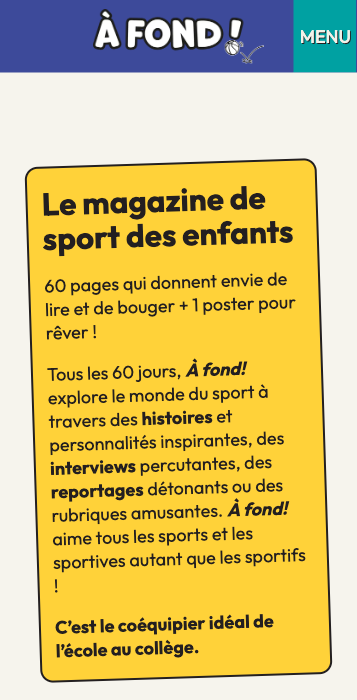 À FOND !
MENU
Le magazine de
sport des enfants
60 pages qui donnent envie de
lire et de bouger + 1 poster pour
rêver !
Tous les 60 jours, À fond!
explore le monde du sport à
travers des histoires et
personnalités inspirantes, des
interviews percutantes, des
reportages détonants ou des
rubriques amusantes. À fond!
aime tous les sports et les
sportives autant que les sportifs
!
C’est le coéquipier idéal de
l’école au collège.